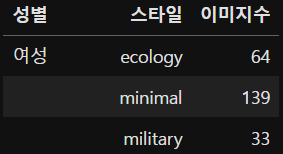 성별 스타일 이미지수
여성 ecology 64
minimal 139
military 33